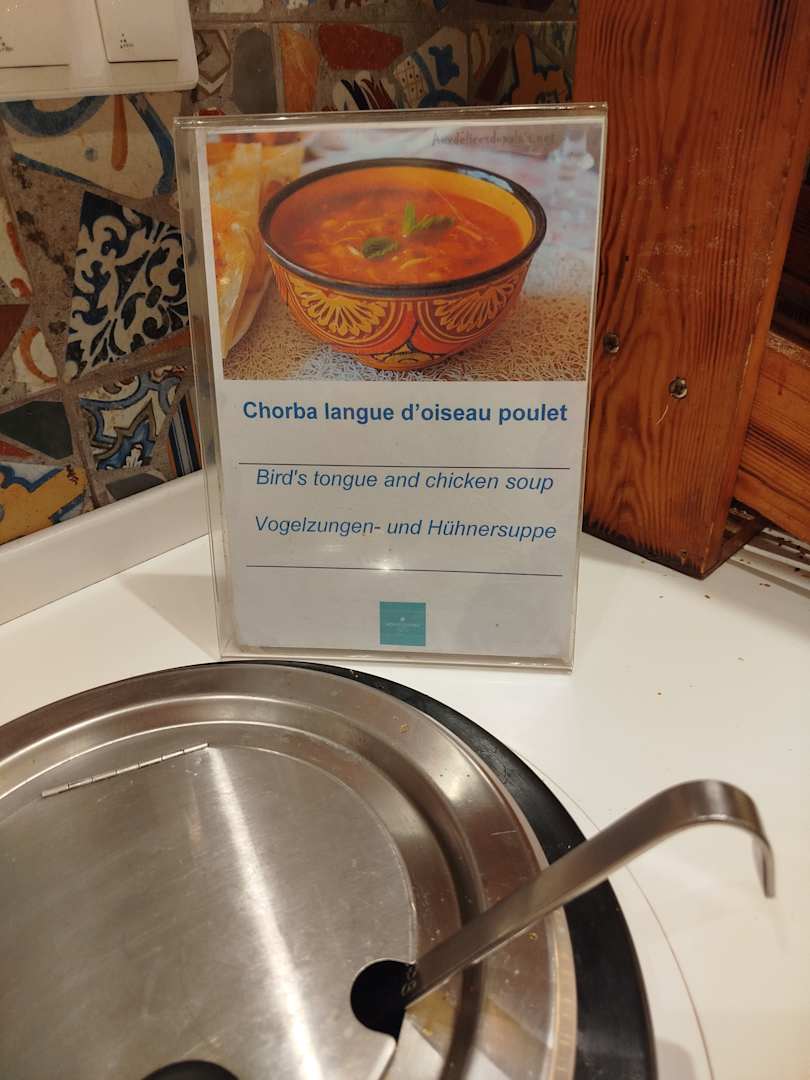 Chorba langue d'oiseau poulet
Bird's tongue and chicken soup
Vogelzungen- und Hühnersuppe